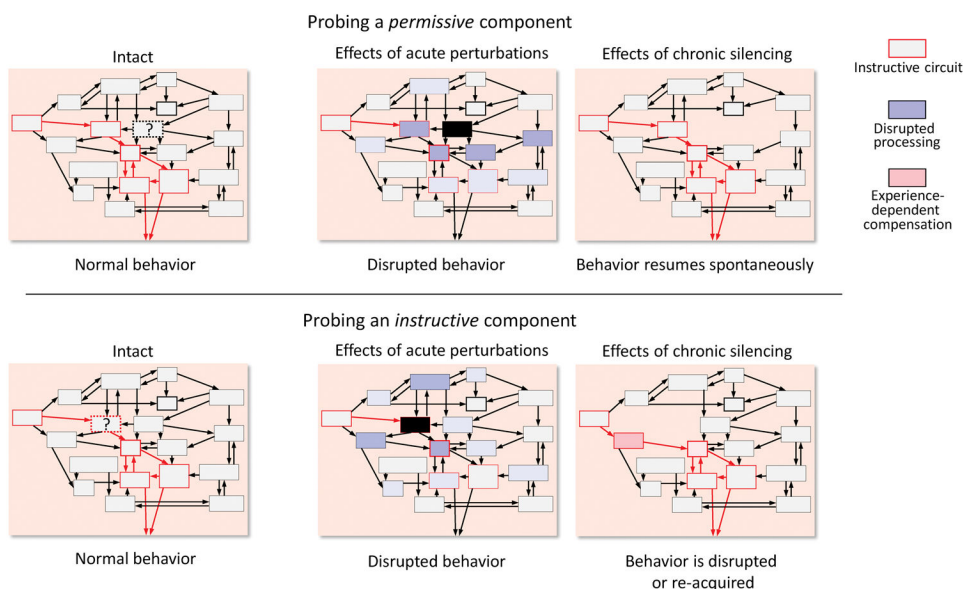 Probing a permissive component
Intact
Effects of acute perturbations
Effects of chronic silencing
?
Normal behavior
Disrupted behavior
Behavior resumes spontaneously
Instructive circuit
Disrupted
processing
Experience-
dependent
compensation
Probing an instructive component
Intact
Effects of acute perturbations
Effects of chronic silencing
?
Normal behavior
Disrupted behavior
Behavior is disrupted
or re-acquired